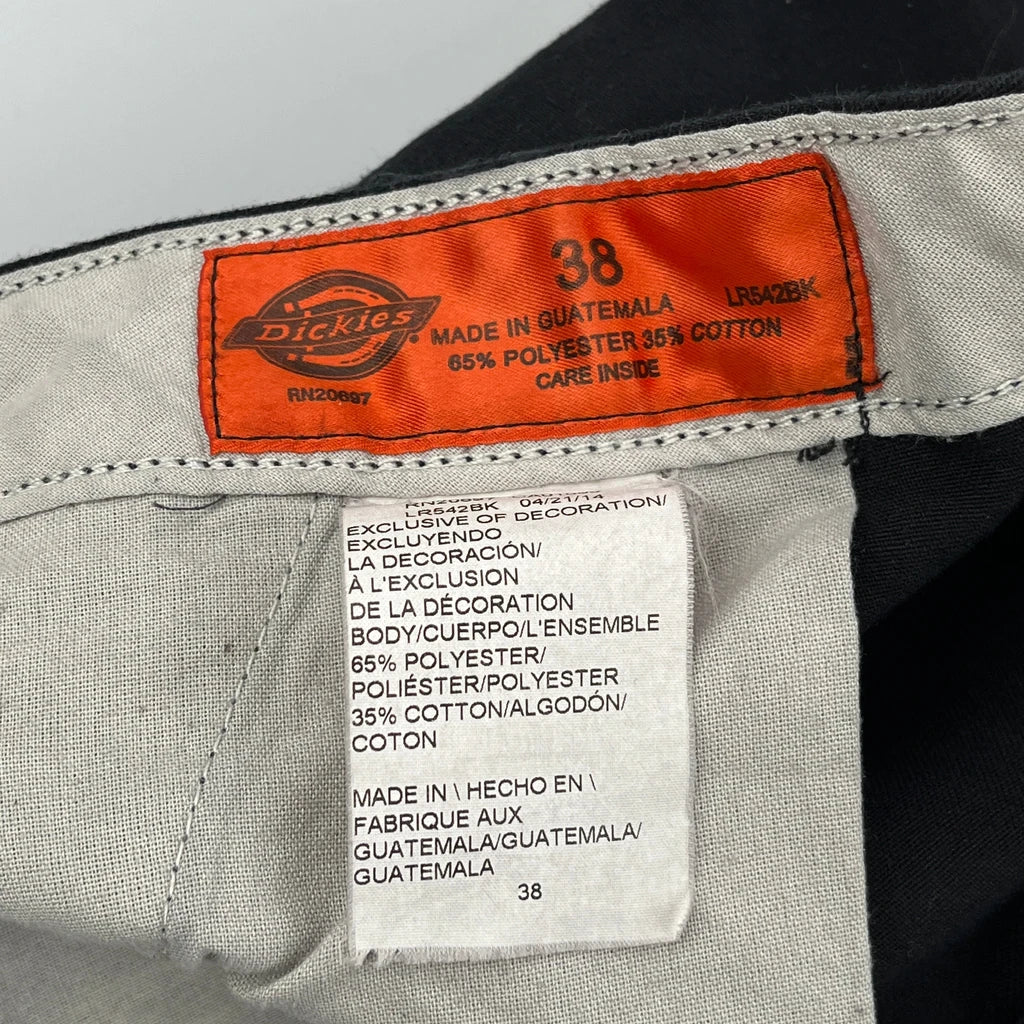 38
Dickies
MADE IN GUATEMALA LR542BK
65% POLYESTER 35% COTTON
CARE INSIDE
RN20697
RN20697
LR542BK 04/21/14
EXCLUSIVE OF DECORATION/
EXCLUYENDO
LA DECORACIÓN/
À L'EXCLUSION
DE LA DÉCORATION
BODY/CUERPO/L'ENSEMBLE
65% POLYESTER/
POLIÉSTER/POLYESTER
35% COTTON/ALGODÓN/
COTON
MADE IN \ HECHO EN \
FABRIQUE AUX
GUATEMALA/GUATEMALA/
GUATEMALA
38